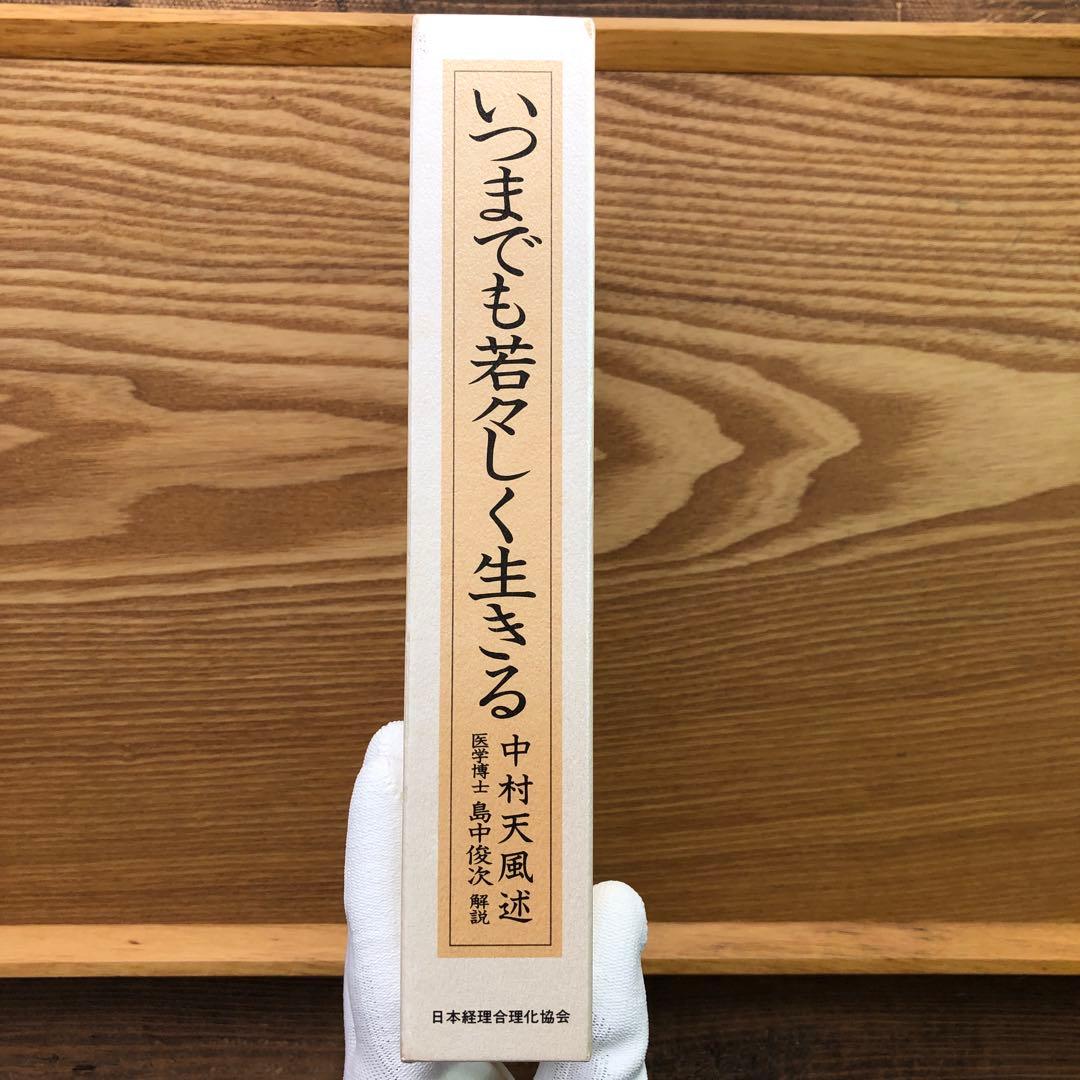 いつまでも若々しく生きる
中村天風述
医学博士 島中俊次 解説
日本経理合理化協会